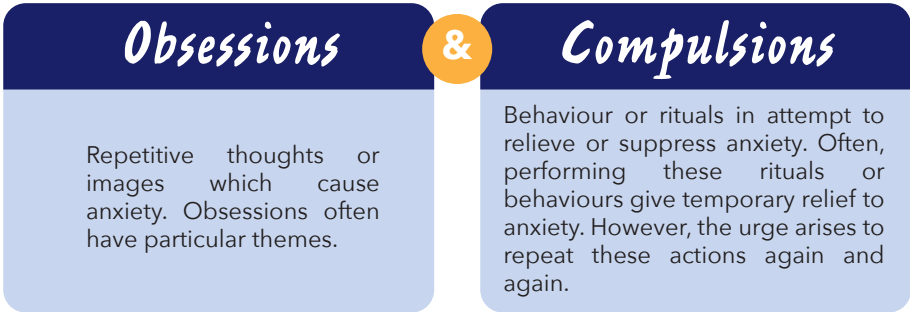 Obsessions
&
Compulsions
Repetitive thoughts or
images which cause
anxiety. Obsessions often
have particular themes.
Behaviour or rituals in attempt to
relieve or suppress anxiety. Often,
performing these rituals or
behaviours give temporary relief to
anxiety. However, the urge arises to
repeat these actions again and
again.